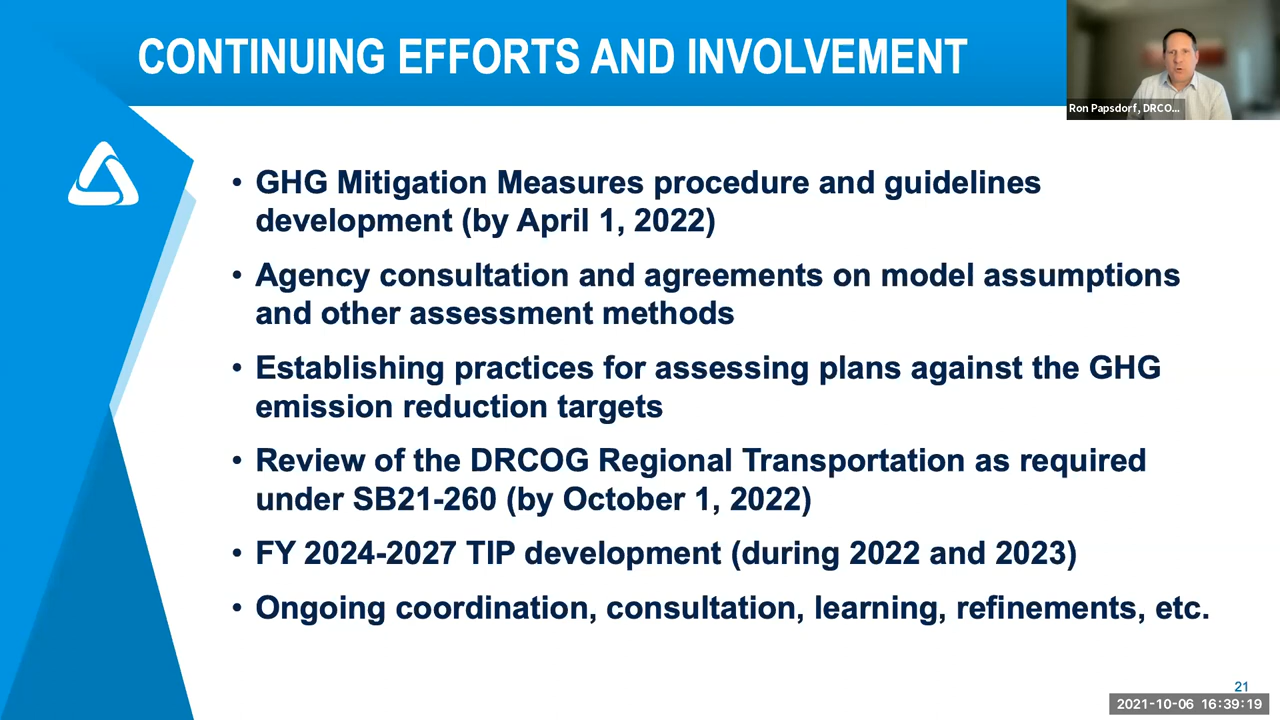 CONTINUING EFFORTS AND INVOLVEMENT
Ron Papsdorf, DRCO...
• GHG Mitigation Measures procedure and guidelines
development (by April 1, 2022)
• Agency consultation and agreements on model assumptions
and other assessment methods
• Establishing practices for assessing plans against the GHG
emission reduction targets
• Review of the DRCOG Regional Transportation as required
under SB21-260 (by October 1, 2022)
• FY 2024-2027 TIP development (during 2022 and 2023)
• Ongoing coordination, consultation, learning, refinements, etc.
21
2021-10-06 16:39:19